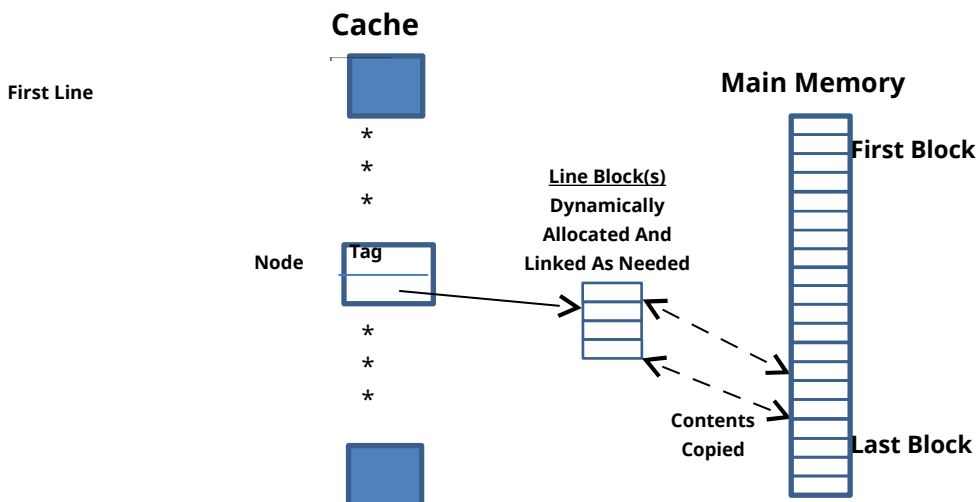 Cache
First Line
Main Memory
*
*
*
First Block
Line Block(s)
Dynamically
Allocated And
Linked As Needed
Node
Tag
*
*
*
Contents
Copied
Last Block